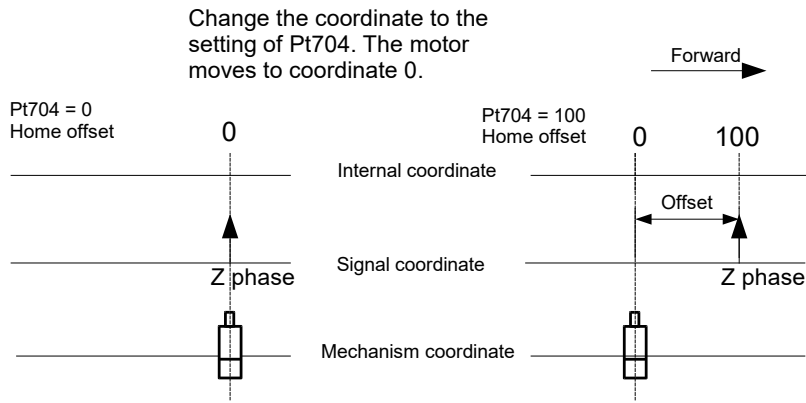 Change the coordinate to the
setting of Pt704. The motor
moves to coordinate 0.
Forward
Pt704 = 0
Home offset
0
Pt704 = 100
Home offset
0
100
Internal coordinate
Offset
Signal coordinate
Z phase
Z phase
Mechanism coordinate